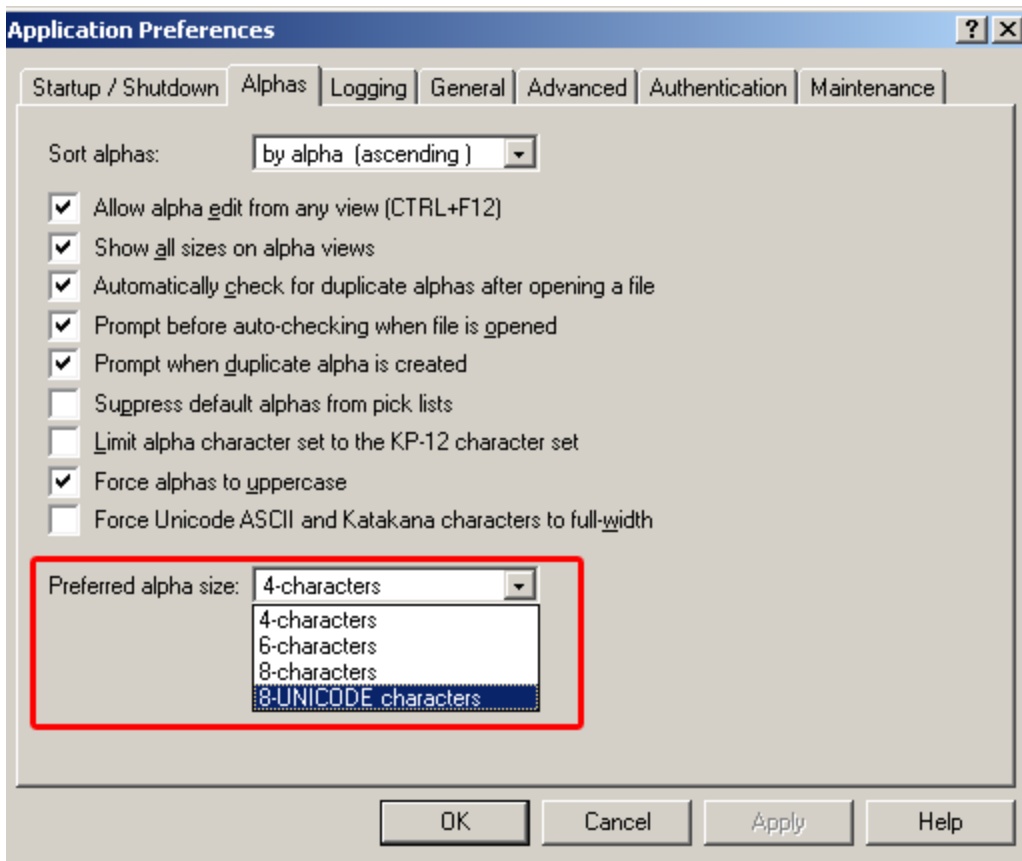 Application Preferences
Startup / Shutdown Alphas Logging General Advanced Authentication Maintenance
Sort alphas: by alpha (ascending )
Allow alpha edit from any view (CTRL+F12)
Show all sizes on alpha views
Automatically check for duplicate alphas after opening a file
Prompt before auto-checking when file is opened
Prompt when duplicate alpha is created
Suppress default alphas from pick lists
Limit alpha character set to the KP-12 character set
Force alphas to uppercase
Force Unicode ASCII and Katakana characters to full-width
Preferred alpha size: 4-characters
4-characters
6-characters
8-characters
8-UNICODE characters
OK Cancel Apply Help